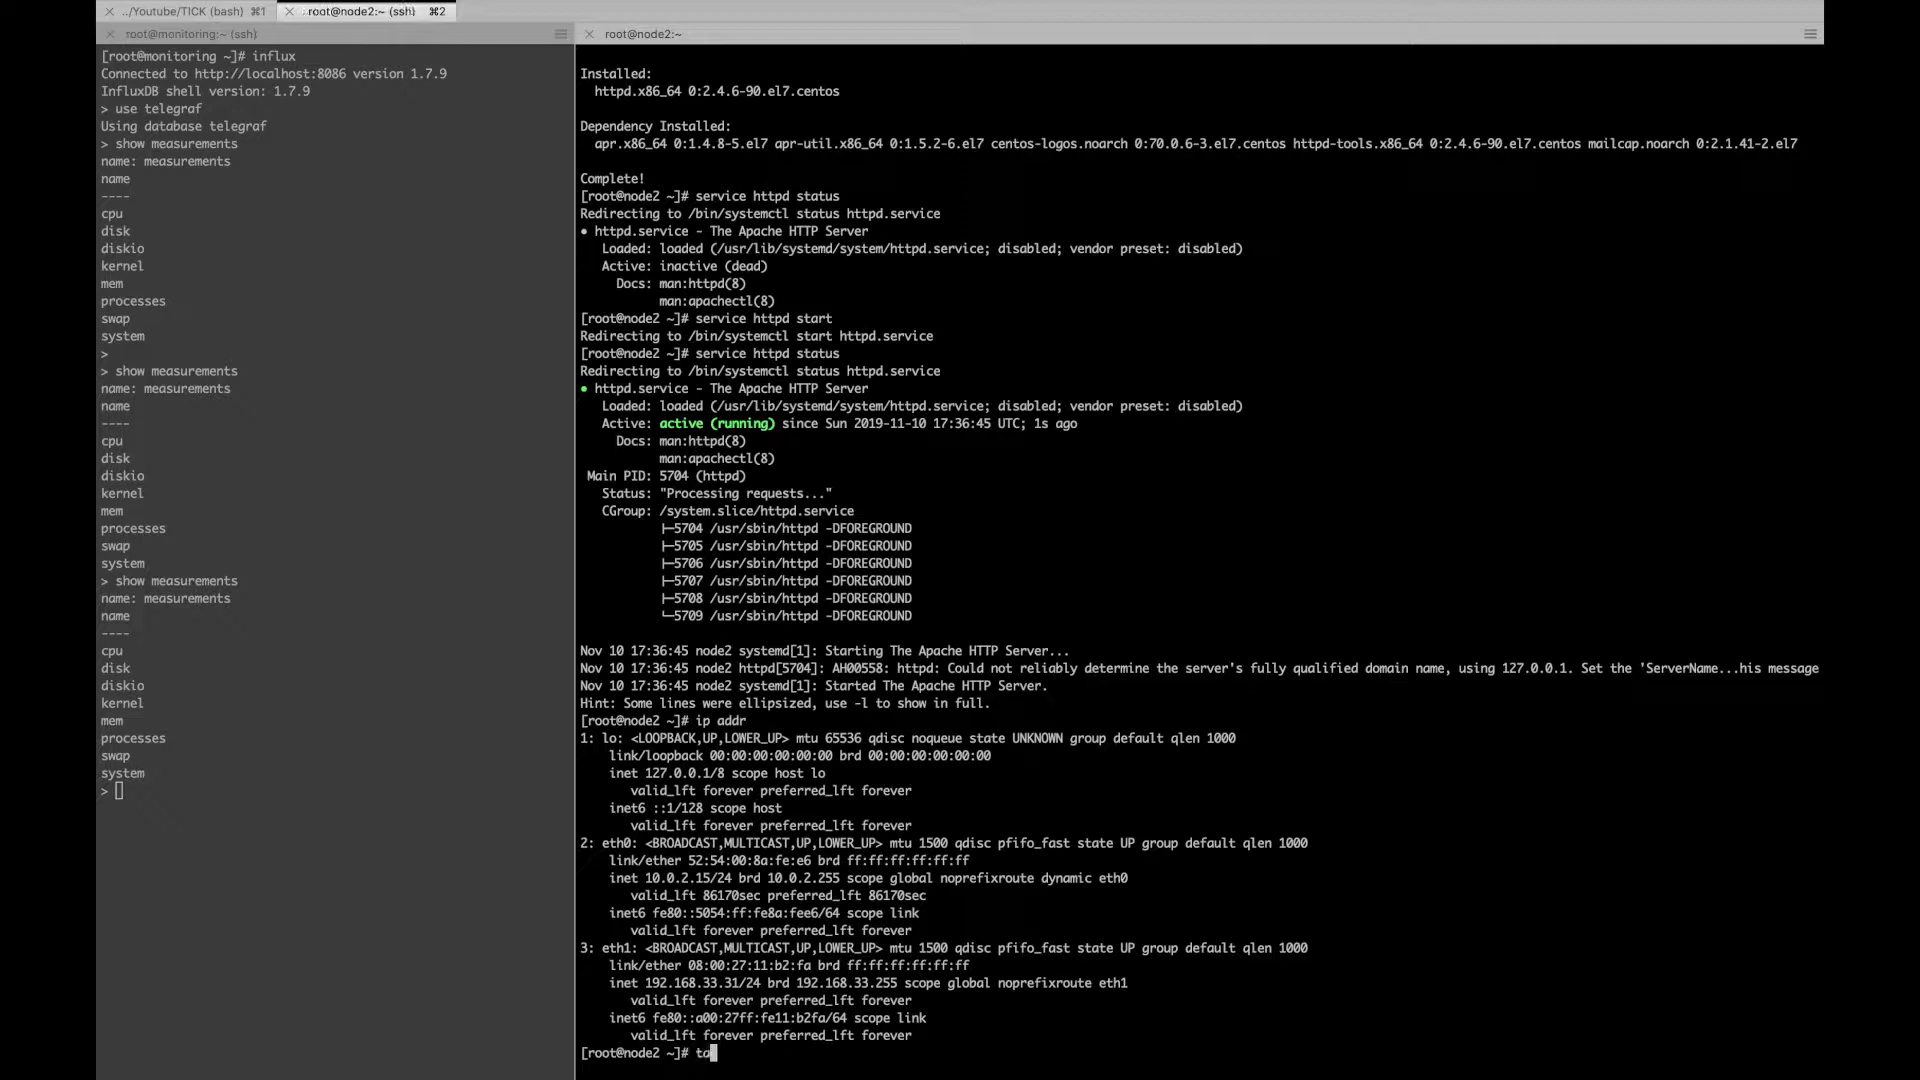 ../Youtube/TICK (bash) ⌘1
root@node2:~ (ssh) ⌘2
root@monitoring:~ (ssh)
[root@monitoring ~]# influx
Connected to http://localhost:8086 version 1.7.9
InfluxDB shell version: 1.7.9
> use telegraf
Using database telegraf
> show measurements
name: measurements
name
----
cpu
disk
diskio
kernel
mem
processes
swap
system
>
> show measurements
name: measurements
name
----
cpu
disk
diskio
kernel
mem
processes
swap
system
> show measurements
name: measurements
name
----
cpu
disk
diskio
kernel
mem
processes
swap
system
>
root@node2:~
Installed:
httpd.x86_64 0:2.4.6-90.el7.centos
Dependency Installed:
apr.x86_64 0:1.4.8-5.el7 apr-util.x86_64 0:1.5.2-6.el7 centos-logos.noarch 0:70.0.6-3.el7.centos httpd-tools.x86_64 0:2.4.6-90.el7.centos mailcap.noarch 0:2.1.41-2.el7
Complete!
[root@node2 ~]# service httpd status
Redirecting to /bin/systemctl status httpd.service
● httpd.service - The Apache HTTP Server
Loaded: loaded (/usr/lib/systemd/system/httpd.service; disabled; vendor preset: disabled)
Active: inactive (dead)
Docs: man:httpd(8)
man:apachectl(8)
[root@node2 ~]# service httpd start
Redirecting to /bin/systemctl start httpd.service
[root@node2 ~]# service httpd status
Redirecting to /bin/systemctl status httpd.service
● httpd.service - The Apache HTTP Server
Loaded: loaded (/usr/lib/systemd/system/httpd.service; disabled; vendor preset: disabled)
Active: active (running) since Sun 2019-11-10 17:36:45 UTC; 1s ago
Docs: man:httpd(8)
man:apachectl(8)
Main PID: 5704 (httpd)
Status: "Processing requests..."
CGroup: /system.slice/httpd.service
├─5704 /usr/sbin/httpd -DFOREGROUND
├─5705 /usr/sbin/httpd -DFOREGROUND
├─5706 /usr/sbin/httpd -DFOREGROUND
├─5707 /usr/sbin/httpd -DFOREGROUND
├─5708 /usr/sbin/httpd -DFOREGROUND
└─5709 /usr/sbin/httpd -DFOREGROUND
Nov 10 17:36:45 node2 systemd[1]: Starting The Apache HTTP Server...
Nov 10 17:36:45 node2 httpd[5704]: AH00558: httpd: Could not reliably determine the server's fully qualified domain name, using 127.0.0.1. Set the 'ServerName...his message
Nov 10 17:36:45 node2 systemd[1]: Started The Apache HTTP Server.
Hint: Some lines were ellipsized, use -l to show in full.
[root@node2 ~]# ip addr
1: lo: <LOOPBACK,UP,LOWER_UP> mtu 65536 qdisc noqueue state UNKNOWN group default qlen 1000
link/loopback 00:00:00:00:00:00 brd 00:00:00:00:00:00
inet 127.0.0.1/8 scope host lo
valid_lft forever preferred_lft forever
inet6 ::1/128 scope host
valid_lft forever preferred_lft forever
2: eth0: <BROADCAST,MULTICAST,UP,LOWER_UP> mtu 1500 qdisc pfifo_fast state UP group default qlen 1000
link/ether 52:54:00:8a:fe:e6 brd ff:ff:ff:ff:ff:ff
inet 10.0.2.15/24 brd 10.0.2.255 scope global noprefixroute dynamic eth0
valid_lft 86170sec preferred_lft 86170sec
inet6 fe80::5054:ff:fe8a:fee6/64 scope link
valid_lft forever preferred_lft forever
3: eth1: <BROADCAST,MULTICAST,UP,LOWER_UP> mtu 1500 qdisc pfifo_fast state UP group default qlen 1000
link/ether 08:00:27:11:b2:fa brd ff:ff:ff:ff:ff:ff
inet 192.168.33.31/24 brd 192.168.33.255 scope global noprefixroute eth1
valid_lft forever preferred_lft forever
inet6 fe80::a00:27ff:fe11:b2fa/64 scope link
valid_lft forever preferred_lft forever
[root@node2 ~]# ta